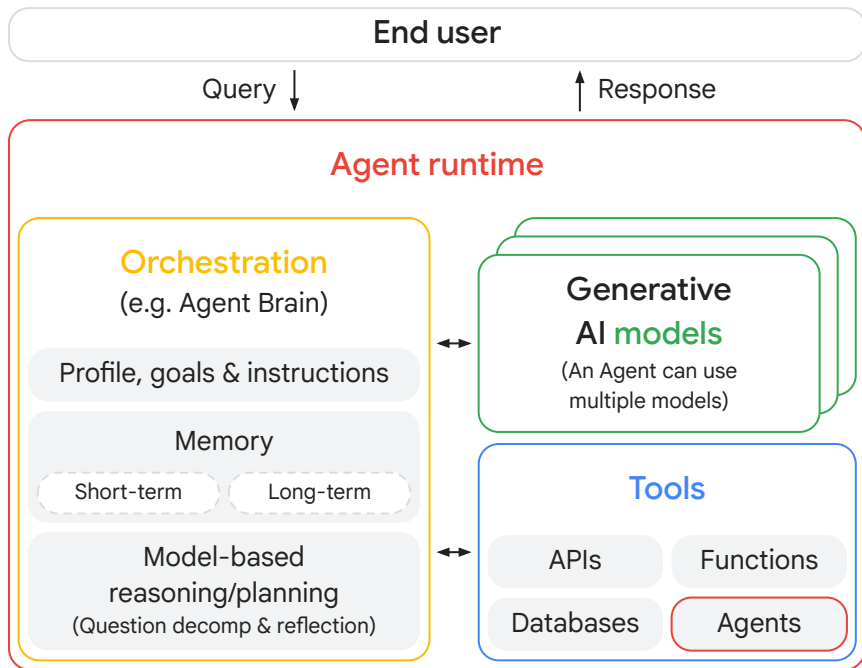 End user
Query
Response
Agent runtime
Orchestration
(e.g. Agent Brain)
Profile, goals & instructions
Memory
Short-term
Long-term
Model-based
reasoning/planning
(Question decomp & reflection)
Generative
AI models
(An Agent can use
multiple models)
Tools
APIs
Functions
Databases
Agents